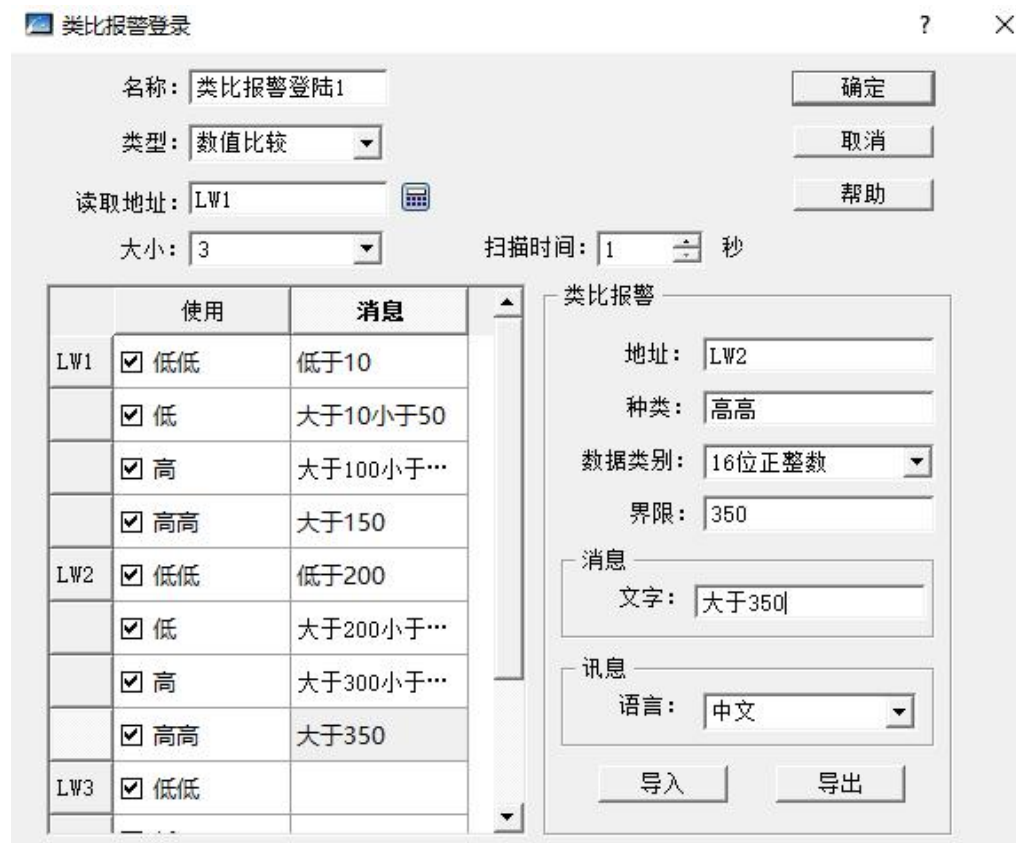 类比报警登录 ?
名称: 类比报警登陆1 确定
类型: 数值比较 取消
读取地址: LW1 帮助
大小: 3 扫描时间: 1 秒
使用 消息
LW1 低低 低于10
低 大于10小于50
高 大于100小于…
高高 大于150
LW2 低低 低于200
低 大于200小于…
高 大于300小于…
高高 大于350
LW3 低低
类比报警
地址: LW2
种类: 高高
数据类别: 16位正整数
界限: 350
消息
文字: 大于350
讯息
语言: 中文
导入 导出